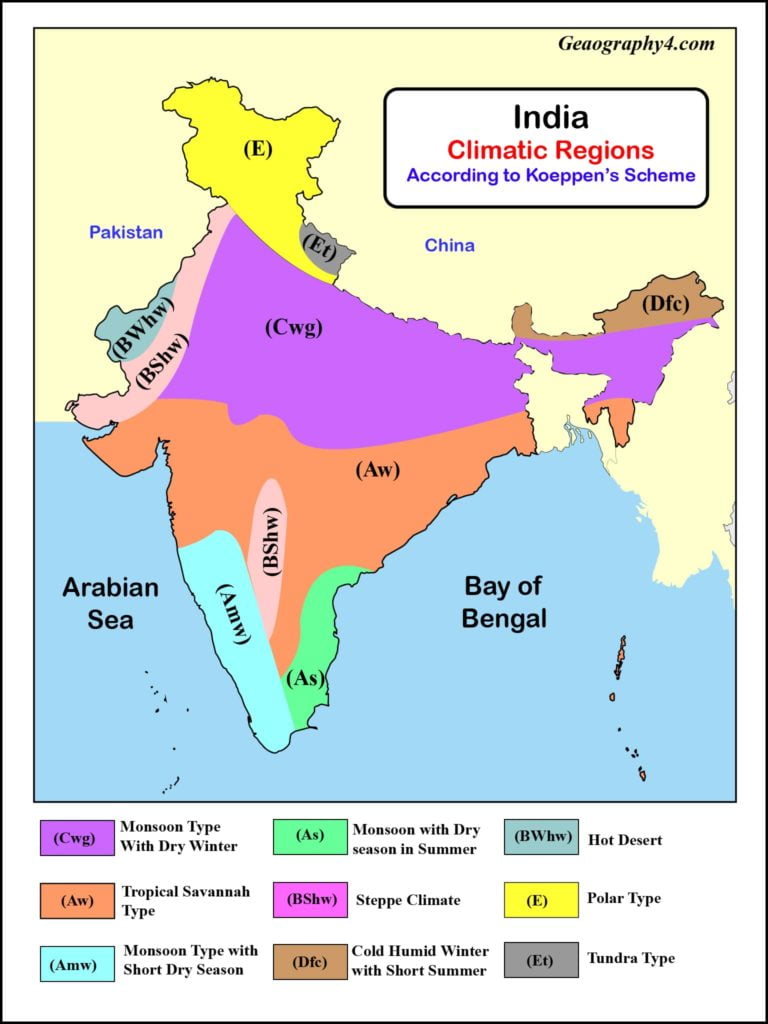 Geaography4.com
India
Climatic Regions
According to Koeppen's Scheme
(E)
Pakistan
(Et)
China
(Dfc)
(BWhw)
(Cwg)
(BShw)
(Aw)
(BShw)
Arabian
Sea
(Amw)
Bay of
Bengal
(As)
(Cwg)
Monsoon Type
With Dry Winter
(As)
Monsoon with Dry
season in Summer
(BWhw)
Hot Desert
(Aw)
Tropical Savannah
Type
(BShw)
Steppe Climate
(E)
Polar Type
(Amw)
Monsoon Type with
Short Dry Season
(Dfc)
Cold Humid Winter
with Short Summer
(Et)
Tundra Type